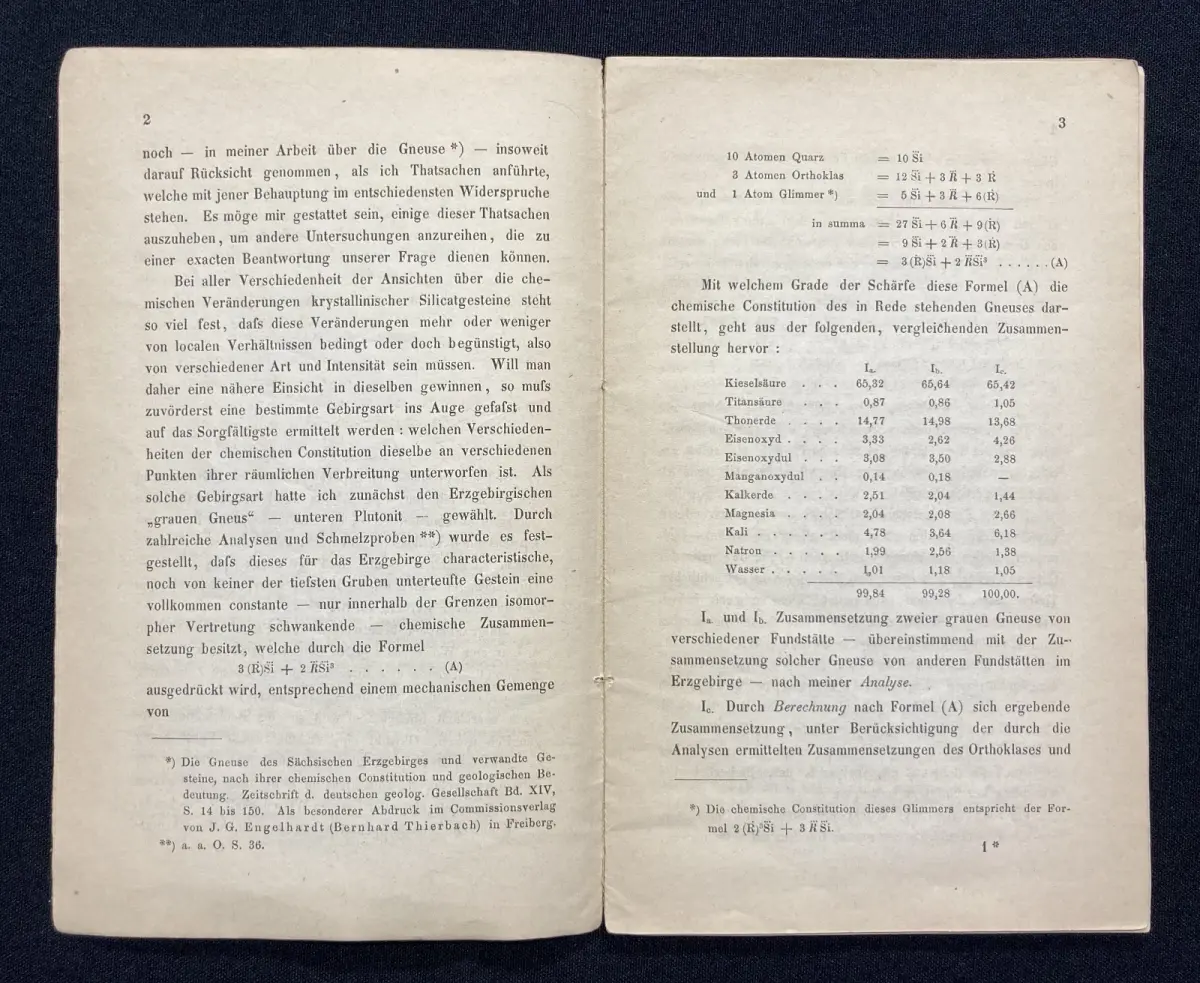 2
noch — in meiner Arbeit über die Gneuse *) — insoweit
darauf Rücksicht genommen, als ich Thatsachen anführte,
welche mit jener Behauptung im entschiedensten Widerspruche
stehen. Es möge mir gestattet sein, einige dieser Thatsachen
auszuheben, um andere Untersuchungen anzureihen, die zu
einer exacten Beantwortung unserer Frage dienen können.
Bei aller Verschiedenheit der Ansichten über die che-
mischen Veränderungen krystallinischer Silicatgesteine steht
so viel fest, dafs diese Veränderungen mehr oder weniger
von localen Verhältnissen bedingt oder doch begünstigt, also
von verschiedener Art und Intensität sein müssen. Will man
daher eine nähere Einsicht in dieselben gewinnen, so mufs
zuvörderst eine bestimmte Gebirgsart ins Auge gefafst und
auf das Sorgfältigste ermittelt werden : welchen Verschieden-
heiten der chemischen Constitution dieselbe an verschiedenen
Punkten ihrer räumlichen Verbreitung unterworfen ist. Als
solche Gebirgsart hatte ich zunächst den Erzgebirgischen
„grauen Gneus“ — unteren Plutonit — gewählt. Durch
zahlreiche Analysen und Schmelzproben **) wurde es fest-
gestellt, dafs dieses für das Erzgebirge characteristische,
noch von keiner der tiefsten Gruben unterteufte Gestein eine
vollkommen constante — nur innerhalb der Grenzen isomor-
pher Vertretung schwankende — chemische Zusammen-
setzung besitzt, welche durch die Formel
3 (Ṙ)S⃛i + 2 R⃛S⃛i³ . . . . . . (A)
ausgedrückt wird, entsprechend einem mechanischen Gemenge
von
*) Die Gneuse des Sächsischen Erzgebirges und verwandte Ge-
steine, nach ihrer chemischen Constitution und geologischen Be-
deutung. Zeitschrift d. deutschen geolog. Gesellschaft Bd. XIV,
S. 14 bis 150. Als besonderer Abdruck im Commissionsverlag
von J. G. Engelhardt (Bernhard Thierbach) in Freiberg.
**) a. a. O. S. 36.
3
10 Atomen Quarz = 10 S⃛i
3 Atomen Orthoklas = 12 S⃛i + 3 R⃛ + 3 Ṙ
und 1 Atom Glimmer *) = 5 S⃛i + 3 R⃛ + 6 (Ṙ)
in summa = 27 S⃛i + 6 R⃛ + 9 (Ṙ)
= 9 S⃛i + 2 R⃛ + 3 (Ṙ)
= 3 (Ṙ)S⃛i + 2 R⃛S⃛i³ . . . . . . (A)
Mit welchem Grade der Schärfe diese Formel (A) die
chemische Constitution des in Rede stehenden Gneuses dar-
stellt, geht aus der folgenden, vergleichenden Zusammen-
stellung hervor :
Ia. Ib. Ic.
Kieselsäure . . . 65,32 65,64 65,42
Titansäure . . . 0,87 0,86 1,05
Thonerde . . . . 14,77 14,98 13,68
Eisenoxyd . . . . 3,33 2,62 4,26
Eisenoxydul . . . 3,08 3,50 2,88
Manganoxydul . . 0,14 0,18 —
Kalkerde . . . . 2,51 2,04 1,44
Magnesia . . . . 2,04 2,08 2,66
Kali . . . . . 4,78 3,64 6,18
Natron . . . . . 1,99 2,56 1,38
Wasser . . . . . 1,01 1,18 1,05
99,84 99,28 100,00.
Ia. und Ib. Zusammensetzung zweier grauen Gneuse von
verschiedener Fundstätte — übereinstimmend mit der Zu-
sammensetzung solcher Gneuse von anderen Fundstätten im
Erzgebirge — nach meiner Analyse.
Ic. Durch Berechnung nach Formel (A) sich ergebende
Zusammensetzung, unter Berücksichtigung der durch die
Analysen ermittelten Zusammensetzungen des Orthoklases und
*) Die chemische Constitution dieses Glimmers entspricht der For-
mel 2 (Ṙ)³S⃛i + 3 R⃛S⃛i.
1 *